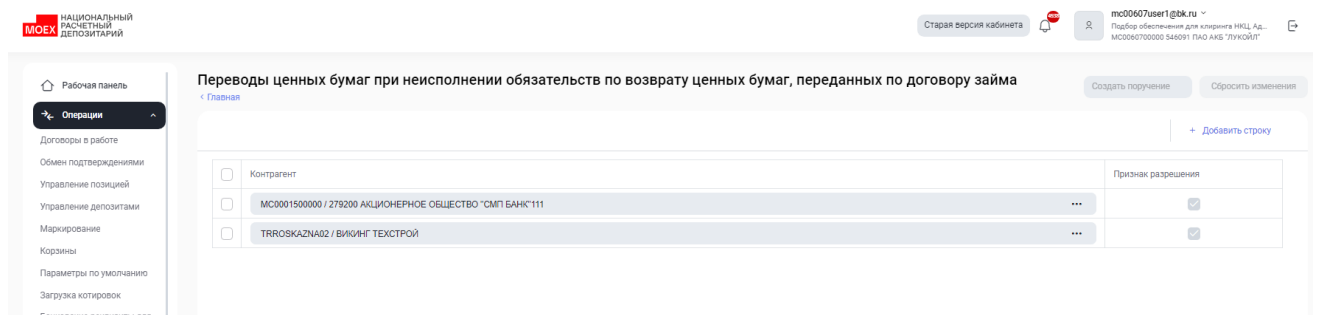 НАЦИОНАЛЬНЫЙ
MOEX РАСЧЕТНЫЙ
ДЕПОЗИТАРИЙ
Старая версия кабинета
mc00607user1@bk.ru
Подбор обеспечения для клиринга НКЦ, Ад...
MC0060700000 546091 ПАО АКБ "ЛУКОЙЛ"
Рабочая панель
Операции
Договоры в работе
Обмен подтверждениями
Управление позицией
Управление депозитами
Маркирование
Корзины
Параметры по умолчанию
Загрузка котировок
Переводы ценных бумаг при неисполнении обязательств по возврату ценных бумаг, переданных по договору займа
< Главная
Создать поручение
Сбросить изменения
+ Добавить строку
Контрагент
Признак разрешения
MC0001500000 / 279200 АКЦИОНЕРНОЕ ОБЩЕСТВО "СМП БАНК"111
TRROSKAZNA02 / ВИКИНГ ТЕХСТРОЙ